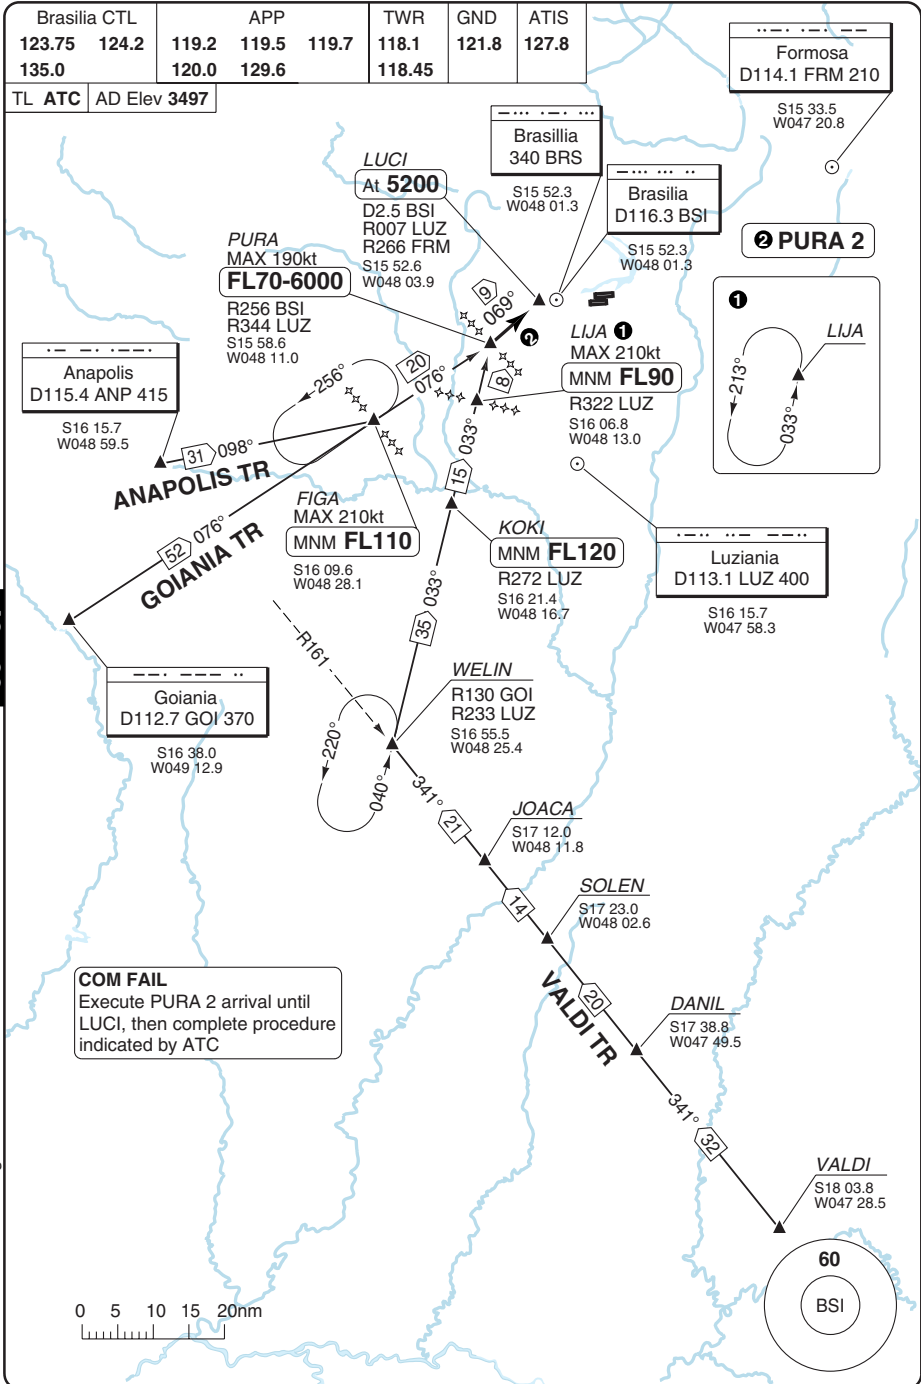 Brasilia CTL
123.75 124.2
135.0
APP
119.2 119.5 119.7
120.0 129.6
TWR
118.1
118.45
GND
121.8
ATIS
127.8
TL ATC
AD Elev 3497
Formosa
D114.1 FRM 210
S15 33.5
W047 20.8
Brasillia
340 BRS
S15 52.3
W048 01.3
Brasilia
D116.3 BSI
S15 52.3
W048 01.3
❷ PURA 2
❶
LIJA
213°
033°
LUCI
At 5200
D2.5 BSI
R007 LUZ
R266 FRM
S15 52.6
W048 03.9
PURA
MAX 190kt
FL70-6000
R256 BSI
R344 LUZ
S15 58.6
W048 11.0
9
069°
❷
LIJA ❶
MAX 210kt
MNM FL90
R322 LUZ
S16 06.8
W048 13.0
8
20
076°
256°
Anapolis
D115.4 ANP 415
S16 15.7
W048 59.5
31 098°
ANAPOLIS TR
033°
15
FIGA
MAX 210kt
MNM FL110
S16 09.6
W048 28.1
KOKI
MNM FL120
R272 LUZ
S16 21.4
W048 16.7
Luziania
D113.1 LUZ 400
S16 15.7
W047 58.3
52 076°
GOIANIA TR
033°
35
R161
Goiania
D112.7 GOI 370
S16 38.0
W049 12.9
WELIN
R130 GOI
R233 LUZ
S16 55.5
W048 25.4
220°
040°
341°
21
JOACA
S17 12.0
W048 11.8
14
SOLEN
S17 23.0
W048 02.6
20
VALDI TR
DANIL
S17 38.8
W047 49.5
COM FAIL
Execute PURA 2 arrival until
LUCI, then complete procedure
indicated by ATC
341°
32
VALDI
S18 03.8
W047 28.5
60
BSI
0 5 10 15 20nm